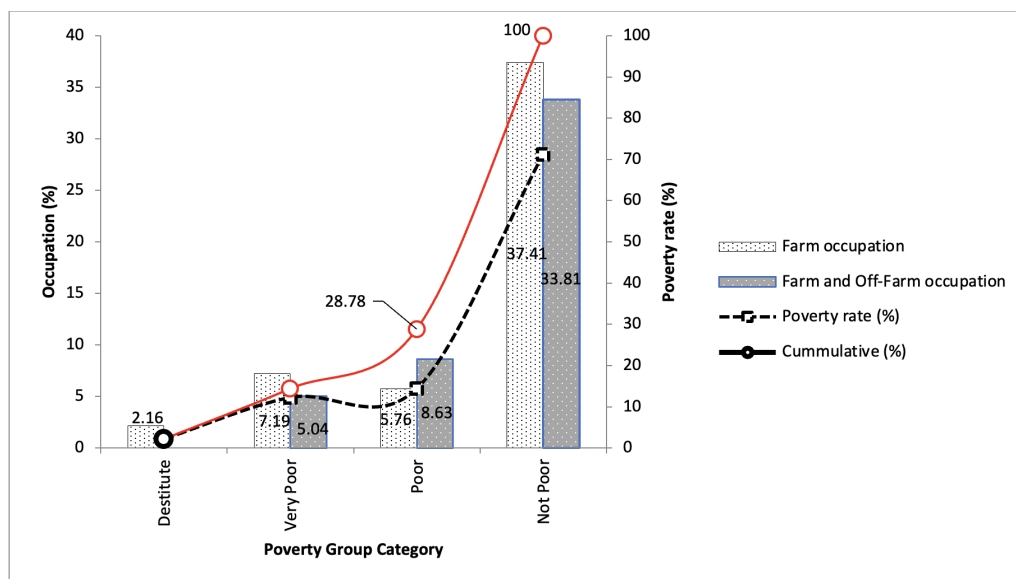 40
35
30
25
20
15
10
5
0
Occupation (%)
100
90
80
70
60
50
40
30
20
10
0
Poverty rate (%)
2.16
7.19
5.04
5.76
8.63
37.41
33.81
28.78
100
Destitute
Very Poor
Poor
Not Poor
Poverty Group Category
Farm occupation
Farm and Off-Farm occupation
Poverty rate (%)
Cummulative (%)